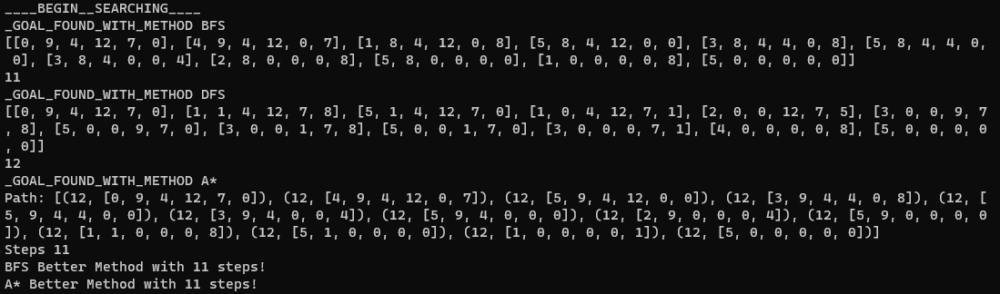 ____BEGIN__SEARCHING____
_GOAL_FOUND_WITH_METHOD BFS
[[0, 9, 4, 12, 7, 0], [4, 9, 4, 12, 0, 7], [1, 8, 4, 12, 0, 8], [5, 8, 4, 12, 0, 0], [3, 8, 4, 4, 0, 8], [5, 8, 4, 4, 0,
 0], [3, 8, 4, 0, 0, 4], [2, 8, 0, 0, 0, 8], [5, 8, 0, 0, 0, 0], [1, 0, 0, 0, 0, 8], [5, 0, 0, 0, 0, 0]]
11
_GOAL_FOUND_WITH_METHOD DFS
[[0, 9, 4, 12, 7, 0], [1, 1, 4, 12, 7, 8], [5, 1, 4, 12, 7, 0], [1, 0, 4, 12, 7, 1], [2, 0, 0, 12, 7, 5], [3, 0, 0, 9, 7
, 8], [5, 0, 0, 9, 7, 0], [3, 0, 0, 1, 7, 8], [5, 0, 0, 1, 7, 0], [3, 0, 0, 0, 7, 1], [4, 0, 0, 0, 0, 8], [5, 0, 0, 0, 0
, 0]]
12
_GOAL_FOUND_WITH_METHOD A*
Path: [(12, [0, 9, 4, 12, 7, 0]), (12, [4, 9, 4, 12, 0, 7]), (12, [5, 9, 4, 12, 0, 0]), (12, [3, 9, 4, 4, 0, 8]), (12, [
5, 9, 4, 4, 0, 0]), (12, [3, 9, 4, 0, 0, 4]), (12, [5, 9, 4, 0, 0, 0]), (12, [2, 9, 0, 0, 0, 4]), (12, [5, 9, 0, 0, 0, 0
]), (12, [1, 1, 0, 0, 0, 8]), (12, [5, 1, 0, 0, 0, 0]), (12, [1, 0, 0, 0, 0, 1]), (12, [5, 0, 0, 0, 0, 0])]
Steps 11
BFS Better Method with 11 steps!
A* Better Method with 11 steps!